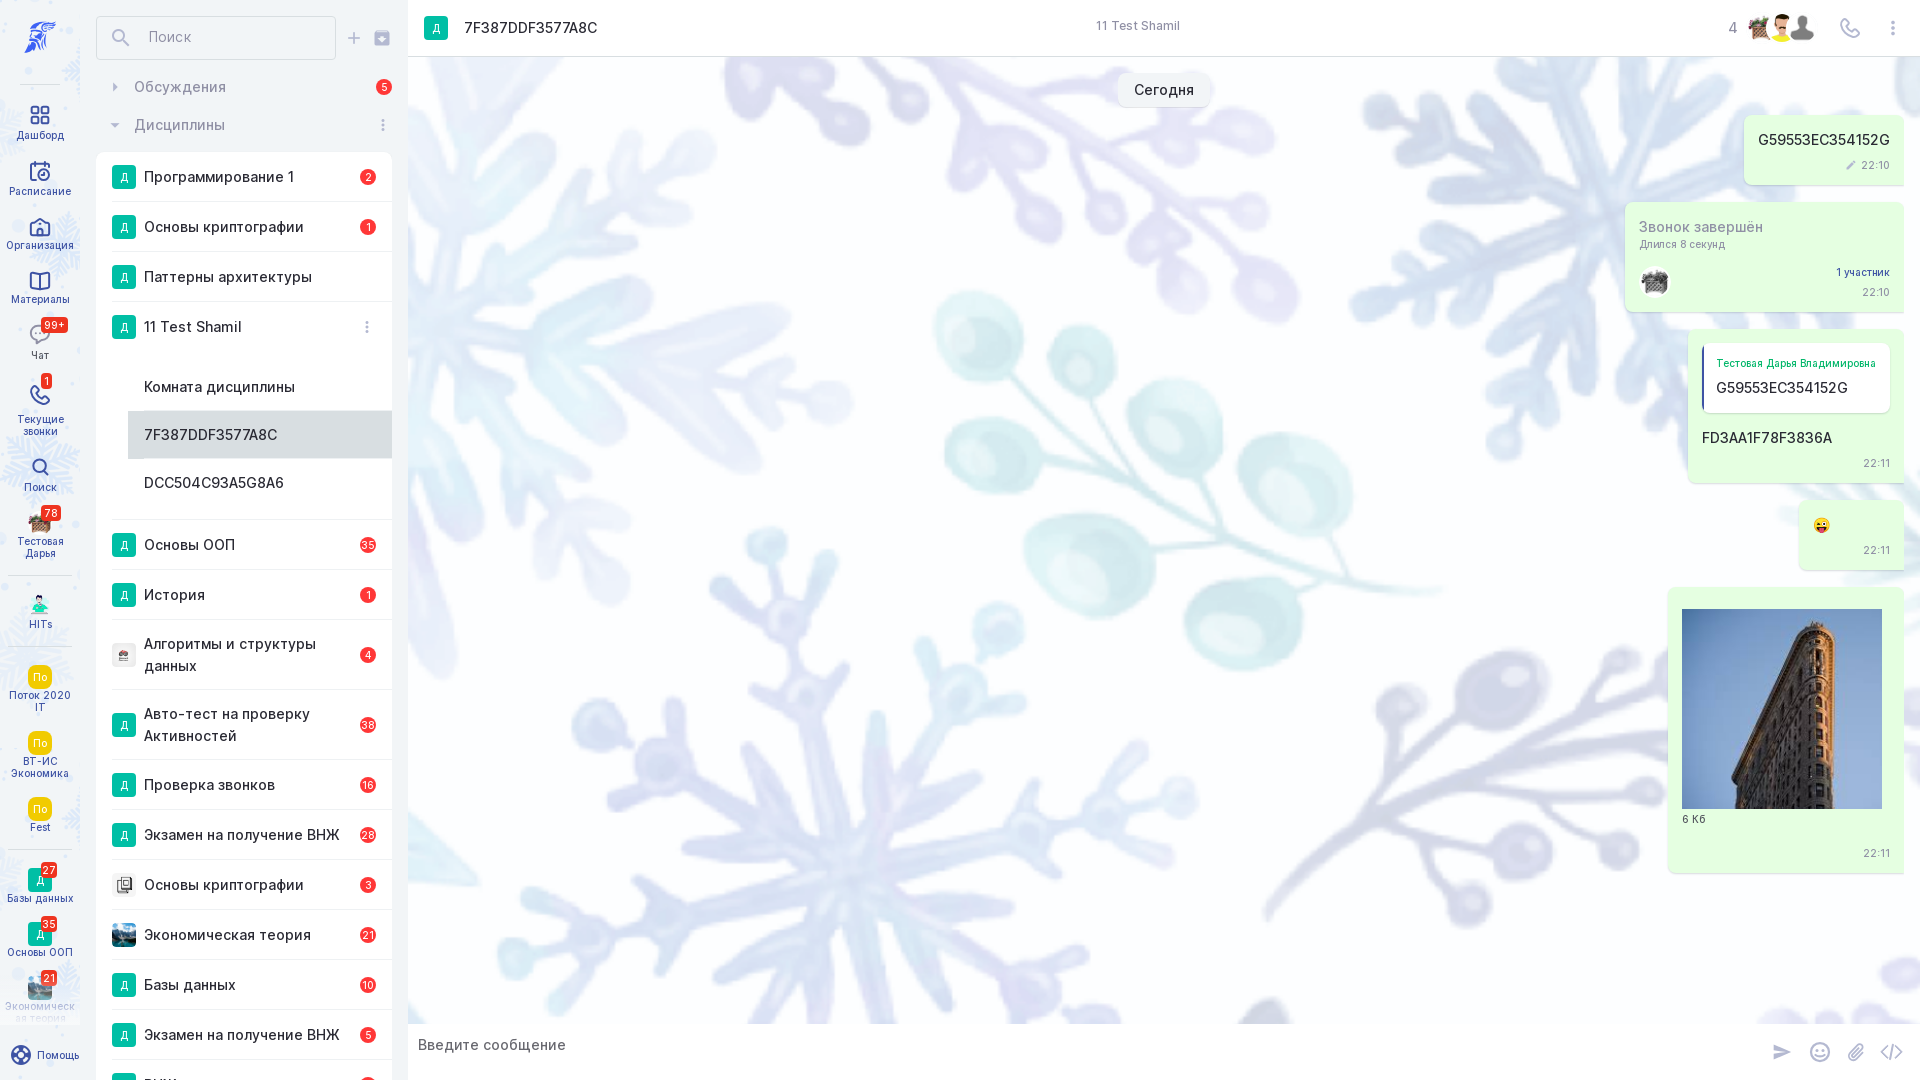 Дашборд
Расписание
Организация
Материалы
99+
Чат
1
Текущие
звонки
Поиск
78
Тестовая
Дарья
HITs
По
Поток 2020
IT
По
ВТ-ИС
Экономика
По
Fest
27
Д
Базы данных
35
Д
Основы ООП
21
Экономическ
ая теория
Помощь
Поиск
Обсуждения
5
Дисциплины
Д
Программирование 1
2
Д
Основы криптографии
1
Д
Паттерны архитектуры
Д
11 Test Shamil
Комната дисциплины
7F387DDF3577A8C
DCC504C93A5G8A6
Д
Основы ООП
35
Д
История
1
Алгоритмы и структуры
данных
4
Д
Авто-тест на проверку
Активностей
38
Д
Проверка звонков
16
Д
Экзамен на получение ВНЖ
28
Основы криптографии
3
Экономическая теория
21
Д
Базы данных
10
Д
Экзамен на получение ВНЖ
5
Д
7F387DDF3577A8C
11 Test Shamil
4
Сегодня
G59553EC354152G
22:10
Звонок завершён
Длился 8 секунд
1 участник
22:10
Тестовая Дарья Владимировна
G59553EC354152G
FD3AA1F78F3836A
22:11
22:11
6 Кб
22:11
Введите сообщение